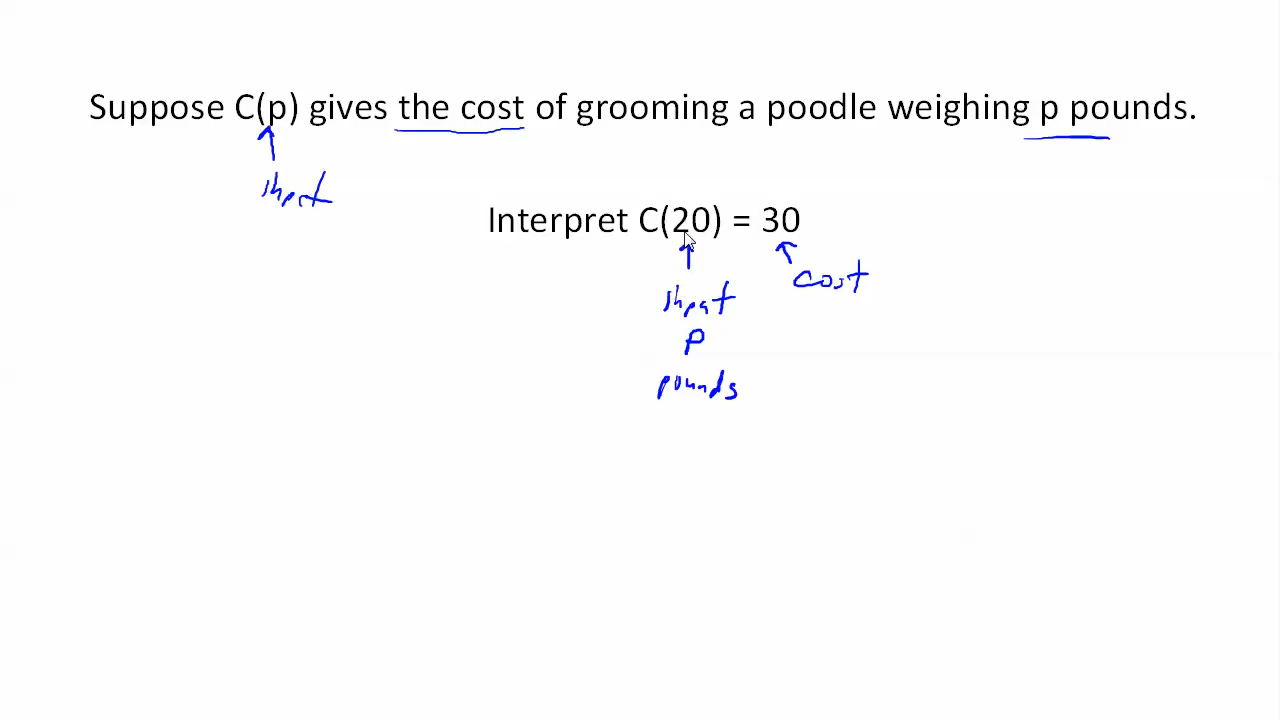 Suppose C(p) gives the cost of grooming a poodle weighing p pounds.
input
Interpret C(20) = 30
cost
input
P
pounds